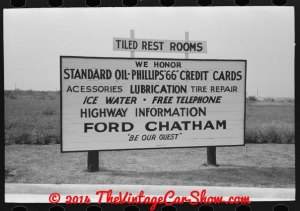 TILED REST ROOMS
WE HONOR
STANDARD OIL-PHILLIPS "66" CREDIT CARDS
ACESSORIES LUBRICATION TIRE REPAIR
ICE WATER · FREE TELEPHONE
HIGHWAY INFORMATION
FORD CHATHAM
"BE OUR GUEST"
© 2014 TheVintageCarShow.com ®